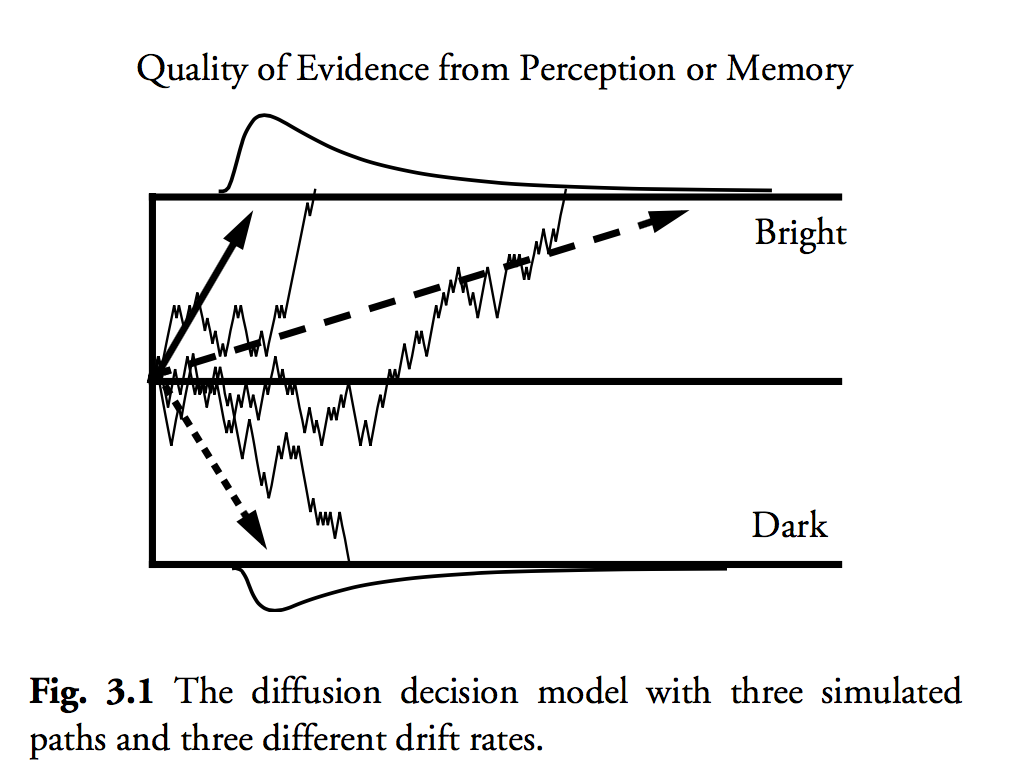 Quality of Evidence from Perception or Memory
Bright
Dark
Fig. 3.1 The diffusion decision model with three simulated
paths and three different drift rates.